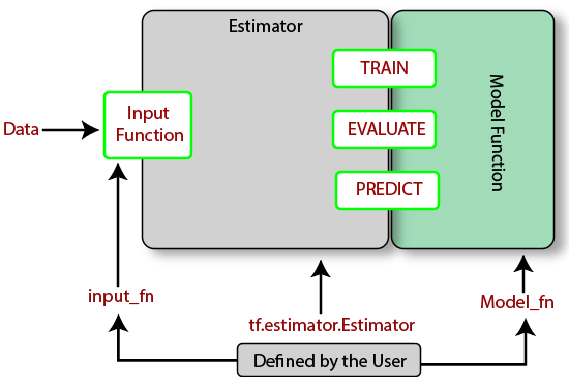 Estimator
TRAIN
Input
Function
Data
EVALUATE
Model Function
PREDICT
input_fn
Model_fn
tf.estimator.Estimator
Defined by the User